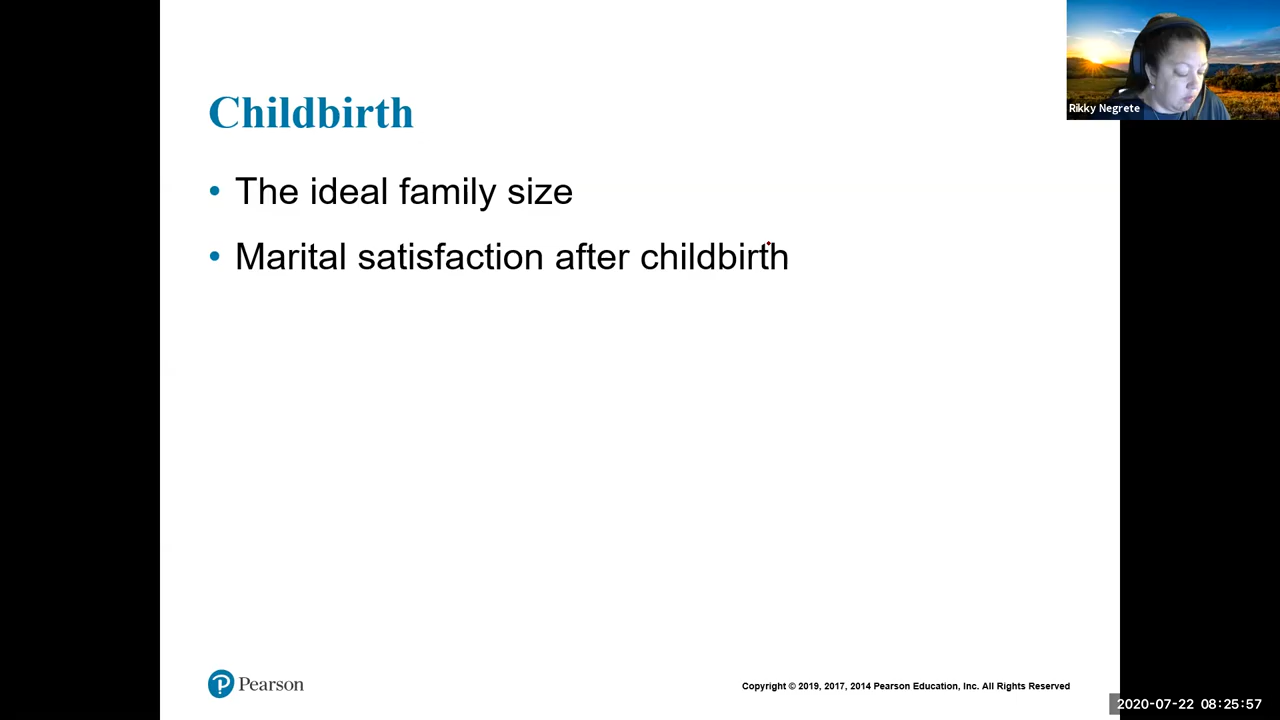 Childbirth
• The ideal family size
• Marital satisfaction after childbirth
Rikky Negrete
Pearson
Copyright © 2019, 2017, 2014 Pearson Education, Inc. All Rights Reserved
2020-07-22 08:25:57